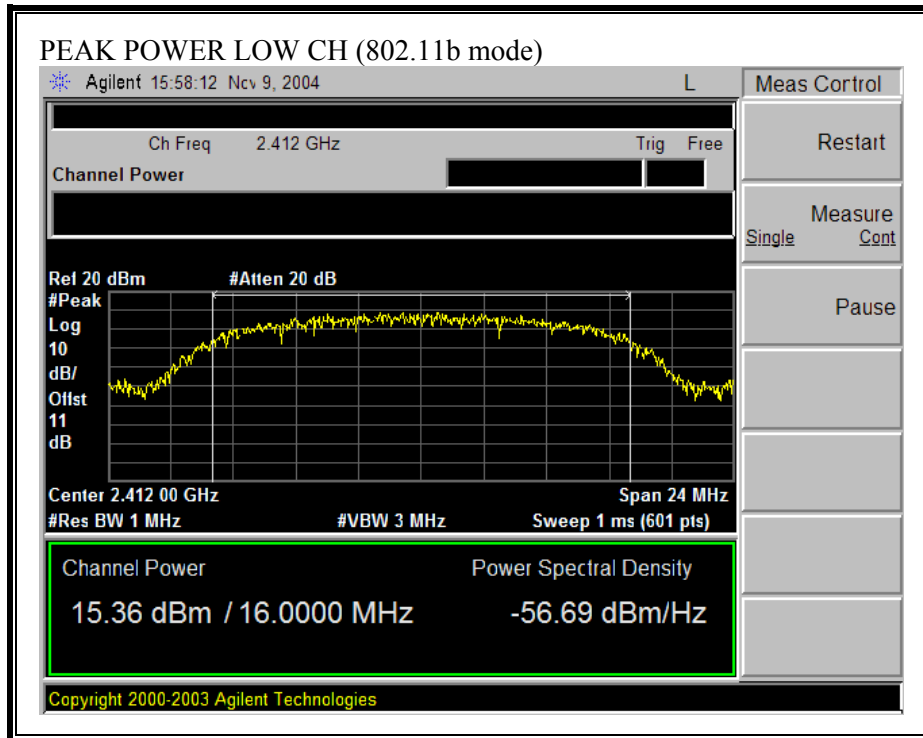 PEAK POWER LOW CH (802.11b mode)
Agilent 15:58:12 Nov 9, 2004 L
Meas Control
Ch Freq 2.412 GHz Trig Free
Restart
Channel Power
Measure
Single Cont
Ref 20 dBm #Atten 20 dB
#Peak
Pause
Log
10
dB/
Offst
11
dB
Center 2.412 00 GHz Span 24 MHz
#Res BW 1 MHz #VBW 3 MHz Sweep 1 ms (601 pts)
Channel Power Power Spectral Density
15.36 dBm / 16.0000 MHz -56.69 dBm/Hz
Copyright 2000-2003 Agilent Technologies